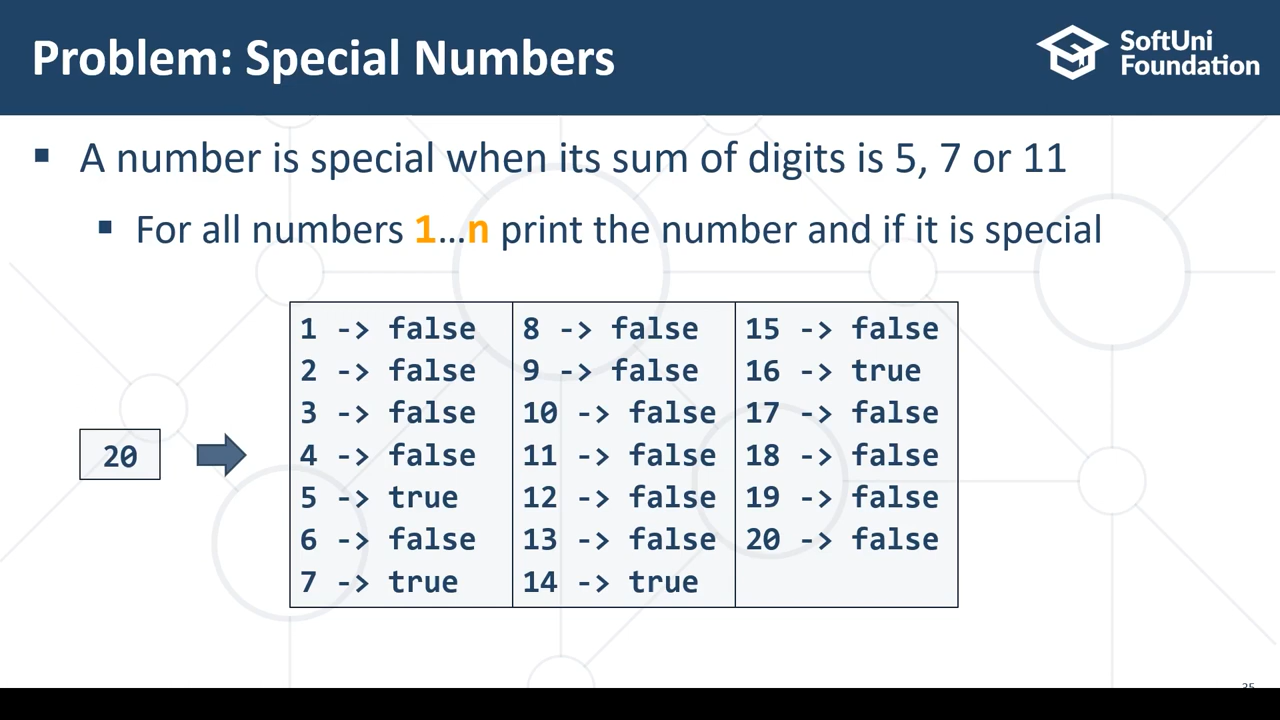 Problem: Special Numbers
SoftUni
Foundation
▪ A number is special when its sum of digits is 5, 7 or 11
▪ For all numbers 1…n print the number and if it is special
20
1 -> false
2 -> false
3 -> false
4 -> false
5 -> true
6 -> false
7 -> true
8 -> false
9 -> false
10 -> false
11 -> false
12 -> false
13 -> false
14 -> true
15 -> false
16 -> true
17 -> false
18 -> false
19 -> false
20 -> false